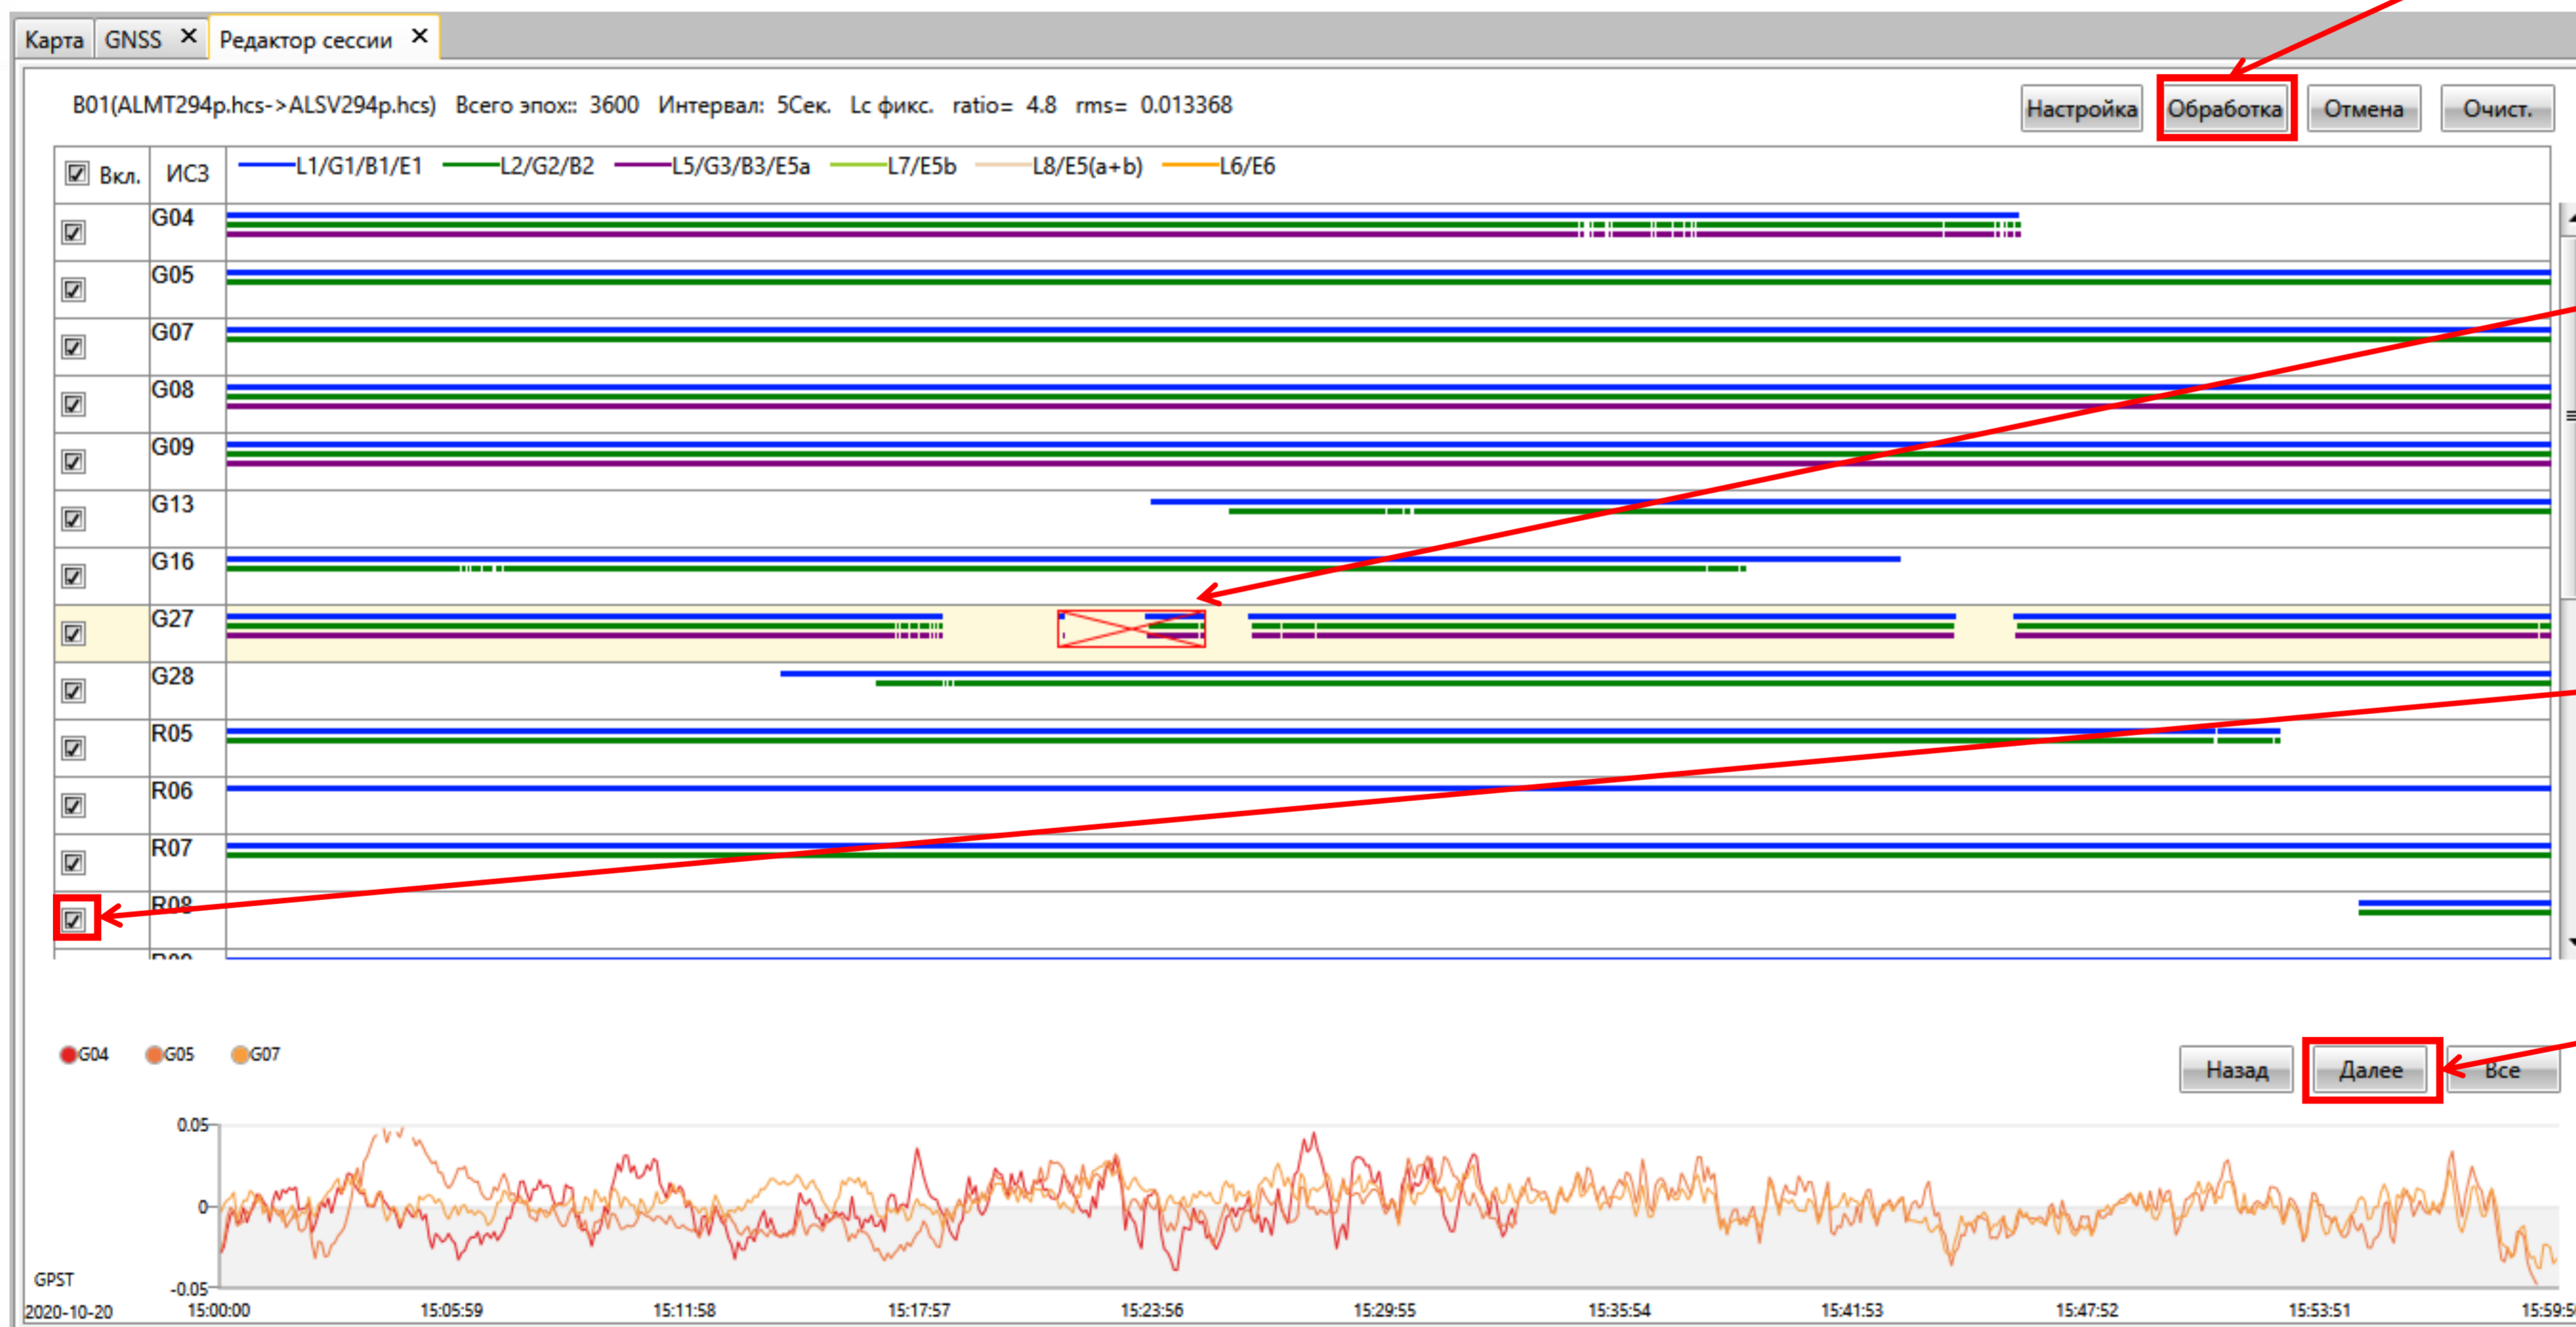 Карта GNSS Редактор сессии
B01(ALMT294p.hcs->ALSV294p.hcs) Всего эпох:: 3600 Интервал: 5Сек. Lc фикс. ratio= 4.8 rms= 0.013368
Настройка Обработка Отмена Очист.
Вкл. ИСЗ L1/G1/B1/E1 L2/G2/B2 L5/G3/B3/E5a L7/E5b L8/E5(a+b) L6/E6
G04
G05
G07
G08
G09
G13
G16
G27
G28
R05
R06
R07
R08
G04 G05 G07
Назад Далее Все
0.05
0
-0.05
GPST
2020-10-20 15:00:00 15:05:59 15:11:58 15:17:57 15:23:56 15:29:55 15:35:54 15:41:53 15:47:52 15:53:51